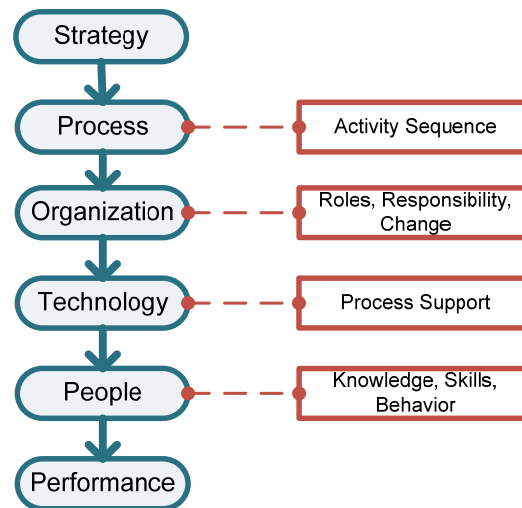 Strategy
Process
Activity Sequence
Organization
Roles, Responsibility,
Change
Technology
Process Support
People
Knowledge, Skills,
Behavior
Performance